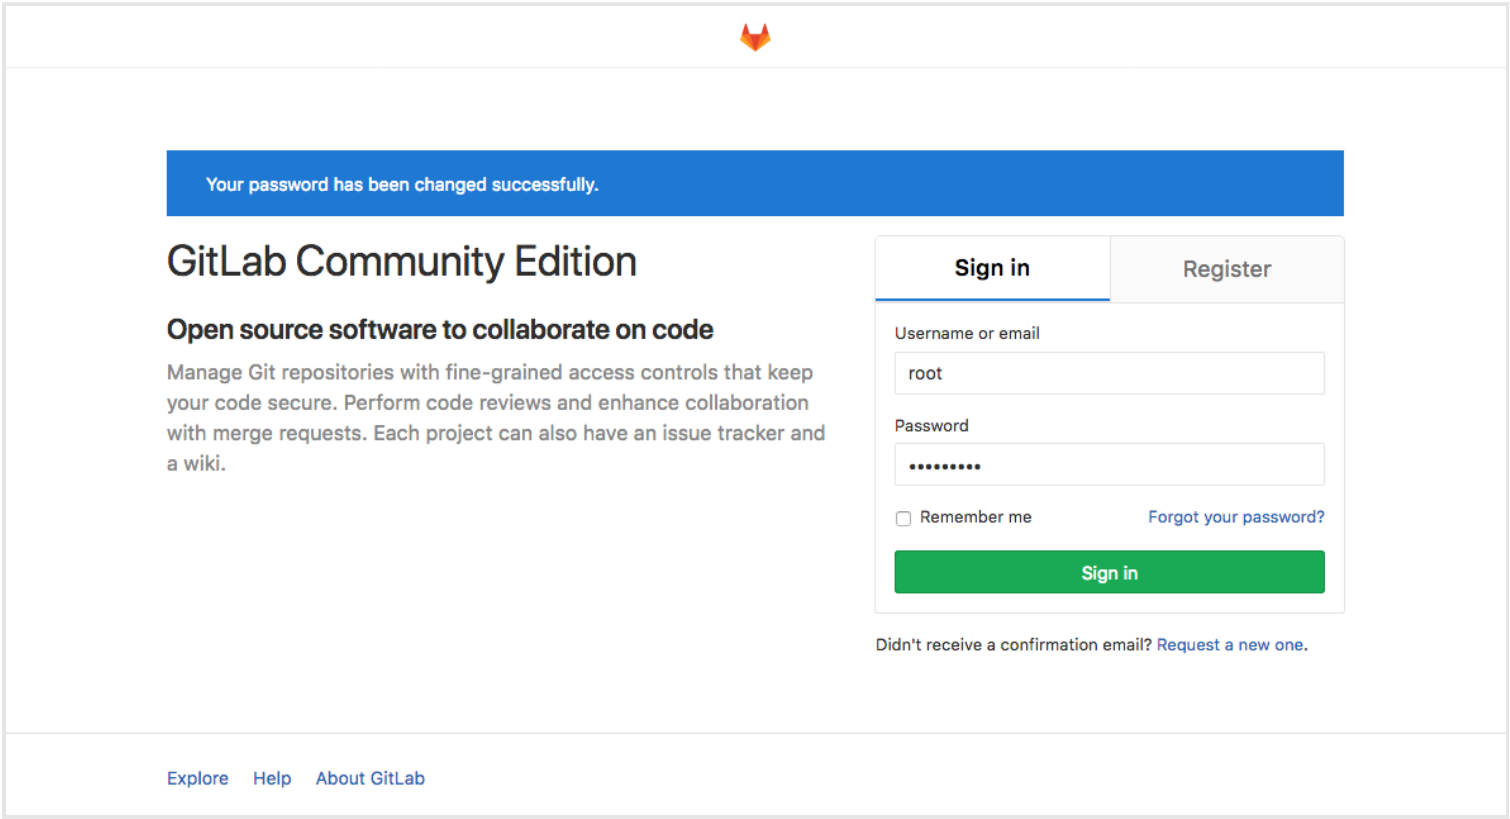 Your password has been changed successfully.
GitLab Community Edition
Open source software to collaborate on code
Manage Git repositories with fine-grained access controls that keep
your code secure. Perform code reviews and enhance collaboration
with merge requests. Each project can also have an issue tracker and
a wiki.
Sign in
Register
Username or email
root
Password
•••••••••
Remember me
Forgot your password?
Sign in
Didn't receive a confirmation email? Request a new one.
Explore
Help
About GitLab